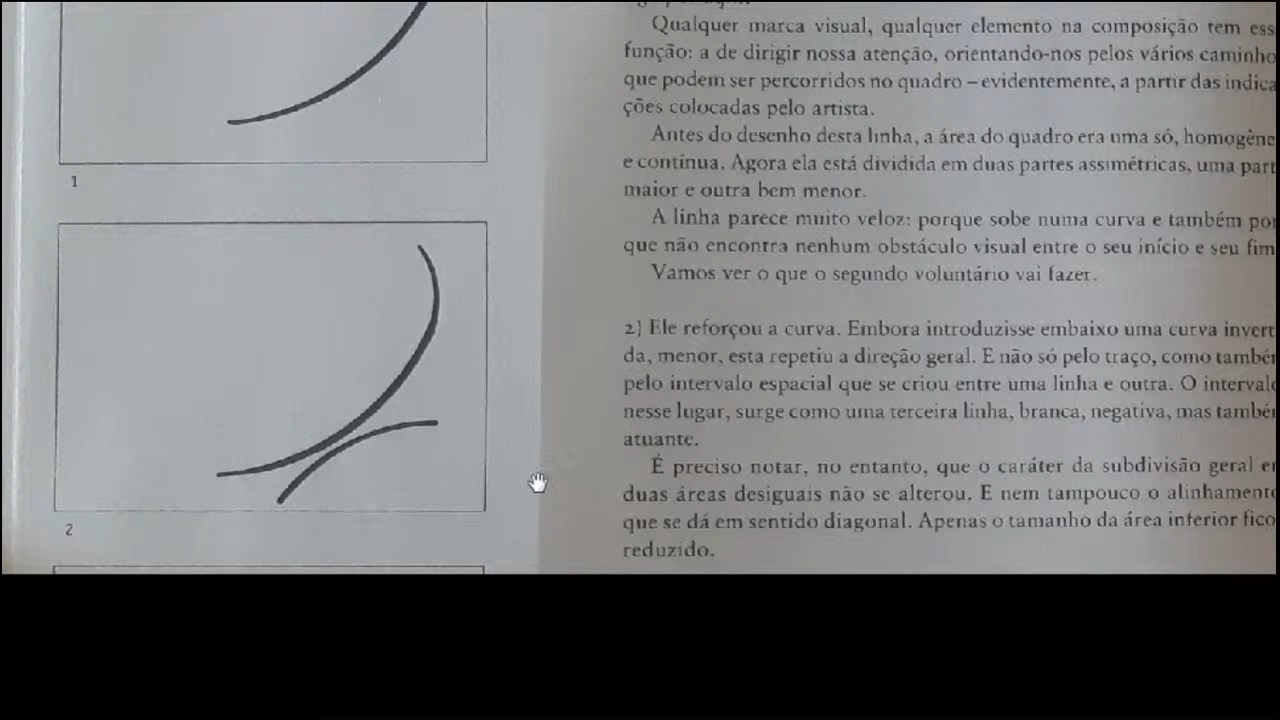 1
2
Qualquer marca visual, qualquer elemento na composição tem ess
função: a de dirigir nossa atenção, orientando-nos pelos vários caminho
que podem ser percorridos no quadro – evidentemente, a partir das indica
ções colocadas pelo artista.
Antes do desenho desta linha, a área do quadro era uma só, homogêne
e contínua. Agora ela está dividida em duas partes assimétricas, uma part
maior e outra bem menor.
A linha parece muito veloz: porque sobe numa curva e também por
que não encontra nenhum obstáculo visual entre o seu início e seu fim
Vamos ver o que o segundo voluntário vai fazer.
2) Ele reforçou a curva. Embora introduzisse embaixo uma curva invert
da, menor, esta repetiu a direção geral. E não só pelo traço, como també
pelo intervalo espacial que se criou entre uma linha e outra. O interval
nesse lugar, surge como uma terceira linha, branca, negativa, mas també
atuante.
É preciso notar, no entanto, que o caráter da subdivisão geral e
duas áreas desiguais não se alterou. E nem tampouco o alinhament
que se dá em sentido diagonal. Apenas o tamanho da área inferior fico
reduzido.